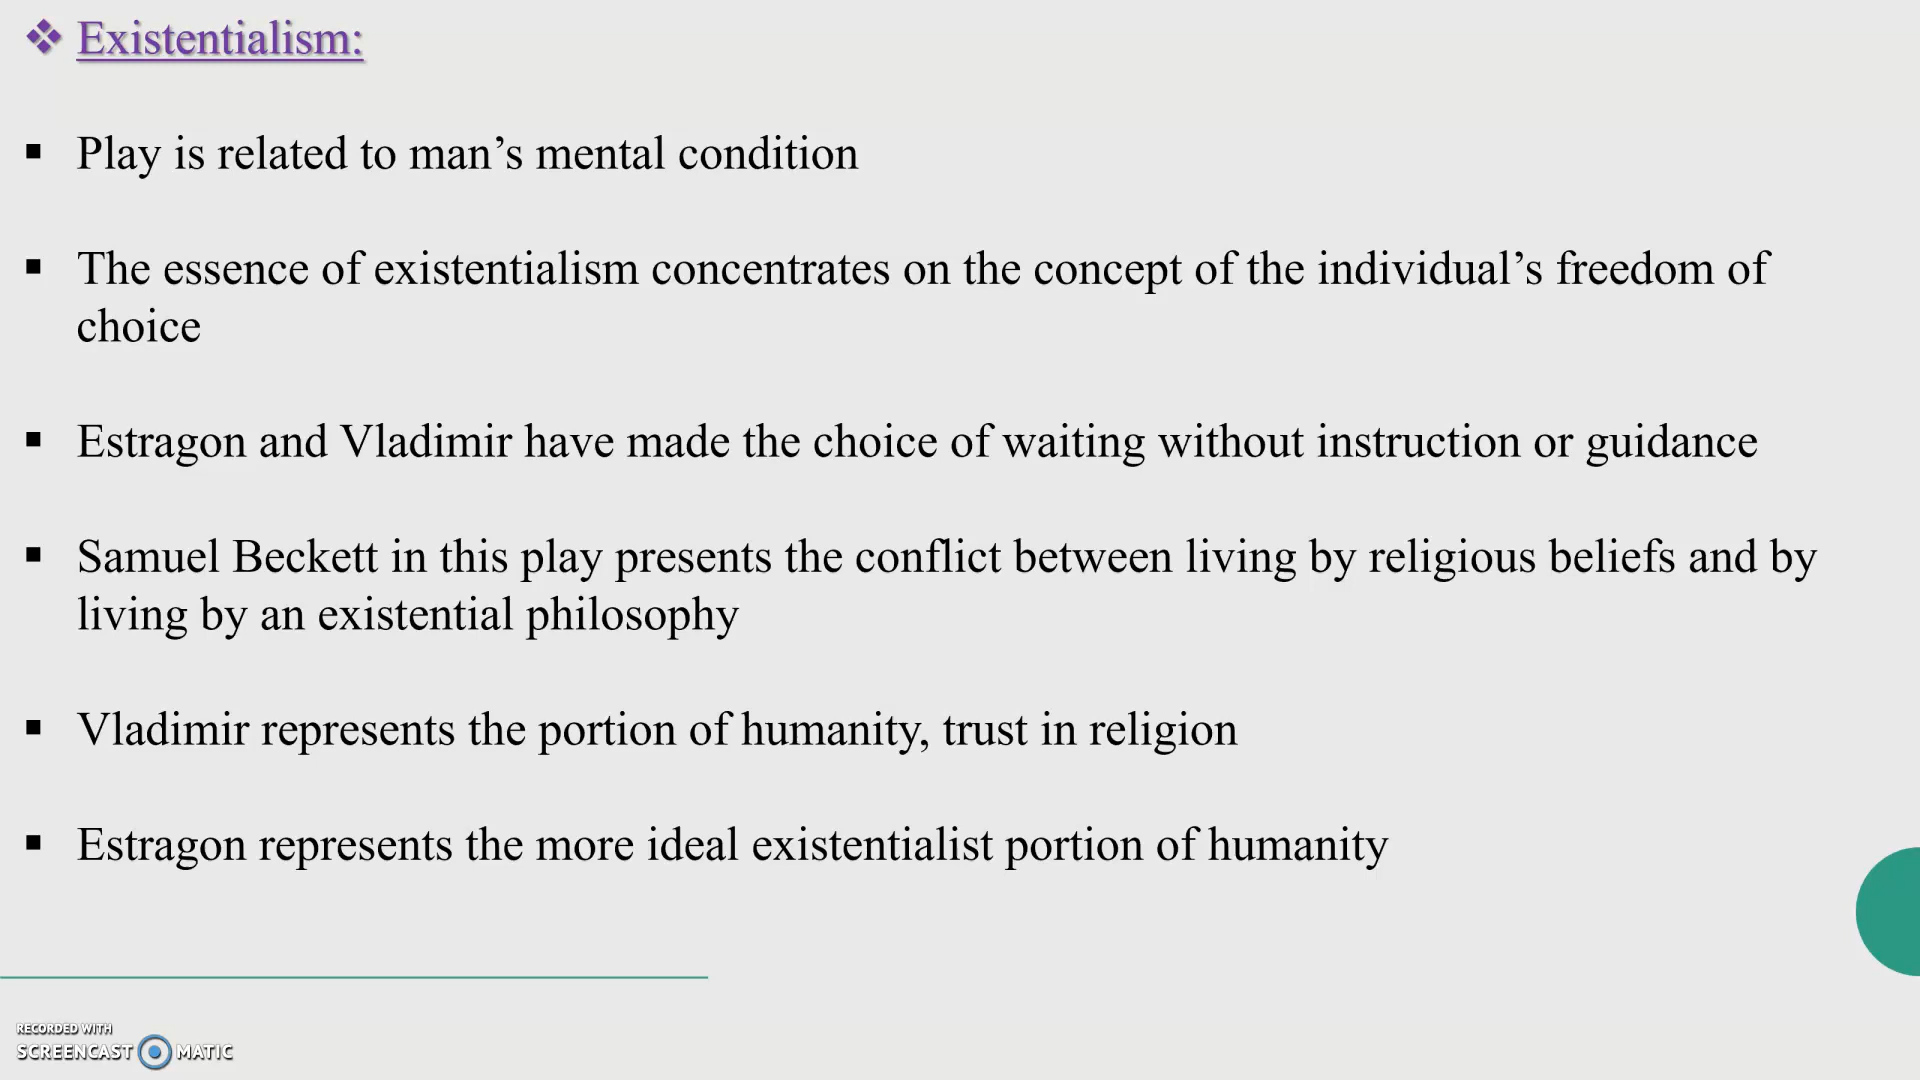 ❖ Existentialism:
▪ Play is related to man’s mental condition
▪ The essence of existentialism concentrates on the concept of the individual’s freedom of
choice
▪ Estragon and Vladimir have made the choice of waiting without instruction or guidance
▪ Samuel Beckett in this play presents the conflict between living by religious beliefs and by
living by an existential philosophy
▪ Vladimir represents the portion of humanity, trust in religion
▪ Estragon represents the more ideal existentialist portion of humanity
RECORDED WITH
SCREENCAST MATIC